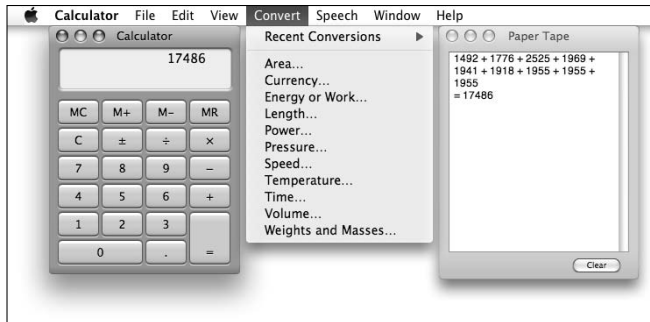 Calculator File Edit View Convert Speech Window Help
Calculator
17486
MC M+ M− MR
C ± ÷ ×
7 8 9 −
4 5 6 +
1 2 3
0 . =
Recent Conversions
Area...
Currency...
Energy or Work...
Length...
Power...
Pressure...
Speed...
Temperature...
Time...
Volume...
Weights and Masses...
Paper Tape
1492 + 1776 + 2525 + 1969 +
1941 + 1918 + 1955 + 1955 +
1955
= 17486
Clear